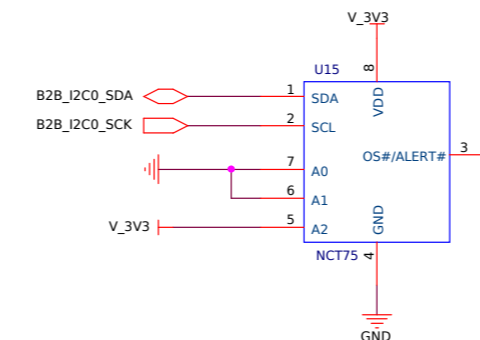 V_3V3
8
U15
B2B_I2C0_SDA
1
SDA
VDD
B2B_I2C0_SCK
2
SCL
OS#/ALERT#
3
7
A0
6
A1
V_3V3
5
A2
GND
NCT75
4
GND